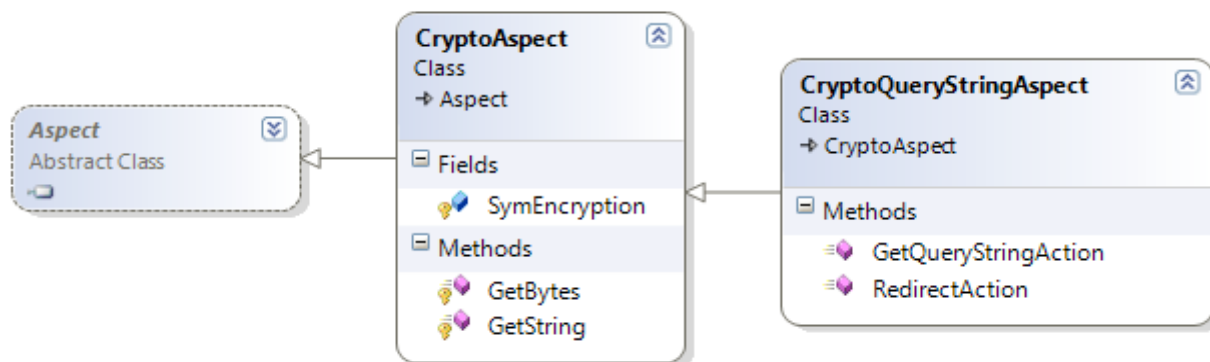 Aspect
Abstract Class
CryptoAspect
Class
Aspect
Fields
SymEncryption
Methods
GetBytes
GetString
CryptoQueryStringAspect
Class
CryptoAspect
Methods
GetQueryStringAction
RedirectAction